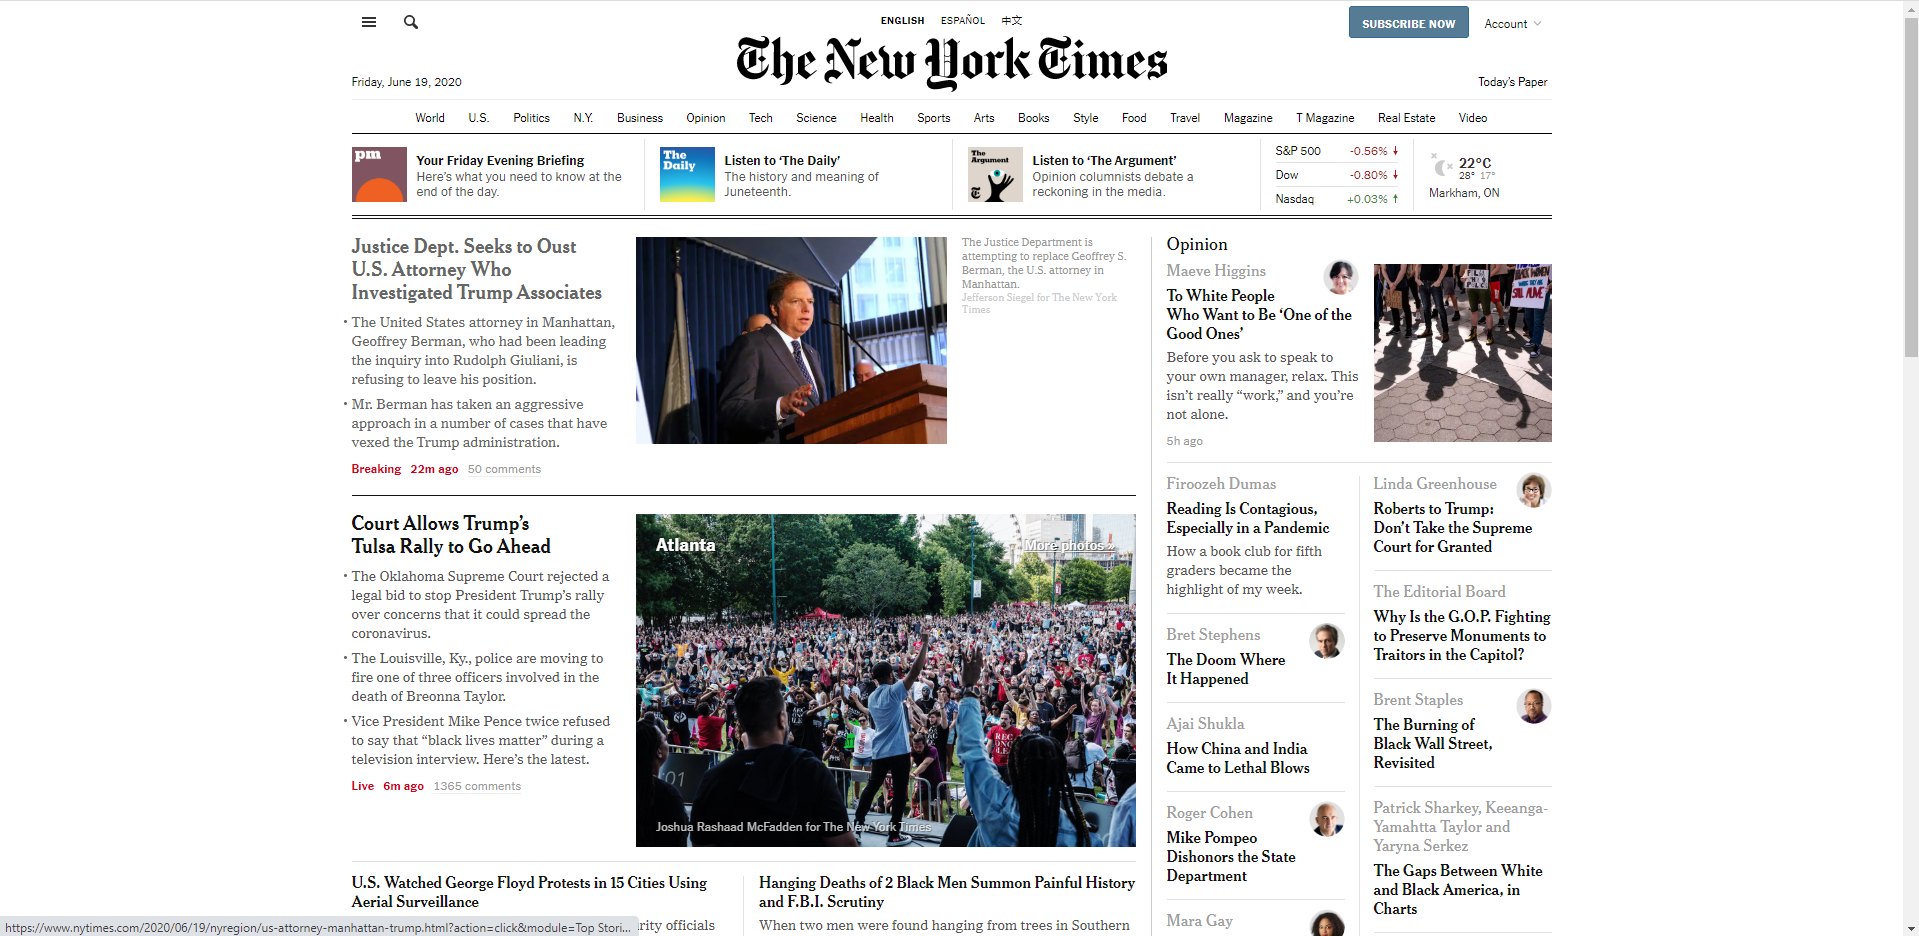 ENGLISH ESPAÑOL 中文
SUBSCRIBE NOW
Account
The New York Times
Friday, June 19, 2020
Today's Paper
World U.S. Politics N.Y. Business Opinion Tech Science Health Sports Arts Books Style Food Travel Magazine T Magazine Real Estate Video
pm
Your Friday Evening Briefing
Here's what you need to know at the
end of the day.
The
Daily
Listen to ‘The Daily’
The history and meaning of
Juneteenth.
The
Argument
Listen to ‘The Argument’
Opinion columnists debate a
reckoning in the media.
S&P 500 -0.56% ↓
Dow -0.80% ↓
Nasdaq +0.03% ↑
22°C
28° 17°
Markham, ON
Justice Dept. Seeks to Oust
U.S. Attorney Who
Investigated Trump Associates
• The United States attorney in Manhattan,
Geoffrey Berman, who had been leading
the inquiry into Rudolph Giuliani, is
refusing to leave his position.
• Mr. Berman has taken an aggressive
approach in a number of cases that have
vexed the Trump administration.
Breaking 22m ago 50 comments
The Justice Department is
attempting to replace Geoffrey S.
Berman, the U.S. attorney in
Manhattan.
Jefferson Siegel for The New York
Times
Court Allows Trump's
Tulsa Rally to Go Ahead
• The Oklahoma Supreme Court rejected a
legal bid to stop President Trump's rally
over concerns that it could spread the
coronavirus.
• The Louisville, Ky., police are moving to
fire one of three officers involved in the
death of Breonna Taylor.
• Vice President Mike Pence twice refused
to say that “black lives matter” during a
television interview. Here's the latest.
Live 6m ago 1365 comments
Atlanta
More photos »
Joshua Rashaad McFadden for The New York Times
U.S. Watched George Floyd Protests in 15 Cities Using
Aerial Surveillance
rity officials
Hanging Deaths of 2 Black Men Summon Painful History
and F.B.I. Scrutiny
When two men were found hanging from trees in Southern
Opinion
Maeve Higgins
To White People
Who Want to Be ‘One of the
Good Ones’
Before you ask to speak to
your own manager, relax. This
isn't really “work,” and you're
not alone.
5h ago
BLACK WOMEN
STILL ALIVE
Firoozeh Dumas
Reading Is Contagious,
Especially in a Pandemic
How a book club for fifth
graders became the
highlight of my week.
Bret Stephens
The Doom Where
It Happened
Ajai Shukla
How China and India
Came to Lethal Blows
Roger Cohen
Mike Pompeo
Dishonors the State
Department
Mara Gay
Linda Greenhouse
Roberts to Trump:
Don't Take the Supreme
Court for Granted
The Editorial Board
Why Is the G.O.P. Fighting
to Preserve Monuments to
Traitors in the Capitol?
Brent Staples
The Burning of
Black Wall Street,
Revisited
Patrick Sharkey, Keeanga-
Yamahtta Taylor and
Yaryna Serkez
The Gaps Between White
and Black America, in
Charts
https://www.nytimes.com/2020/06/19/nyregion/us-attorney-manhattan-trump.html?action=click&module=Top Stori...